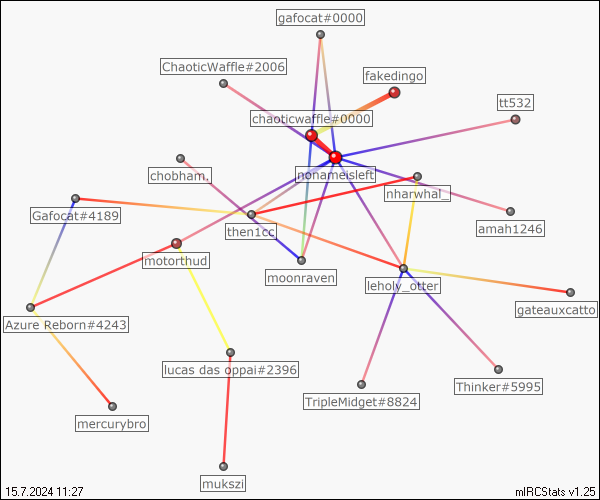 gafocat#0000
ChaoticWaffle#2006
fakedingo
tt532
chaoticwaffle#0000
chobham.
nonameisleft
nharwhal_
Gafocat#4189
then1cc
amah1246
motorthud
moonraven
leholy_otter
gateauxcatto
Azure Reborn#4243
lucas das oppai#2396
Thinker#5995
TripleMidget#8824
mercurybro
mukszi
15.7.2024 11:27
mIRCStats v1.25